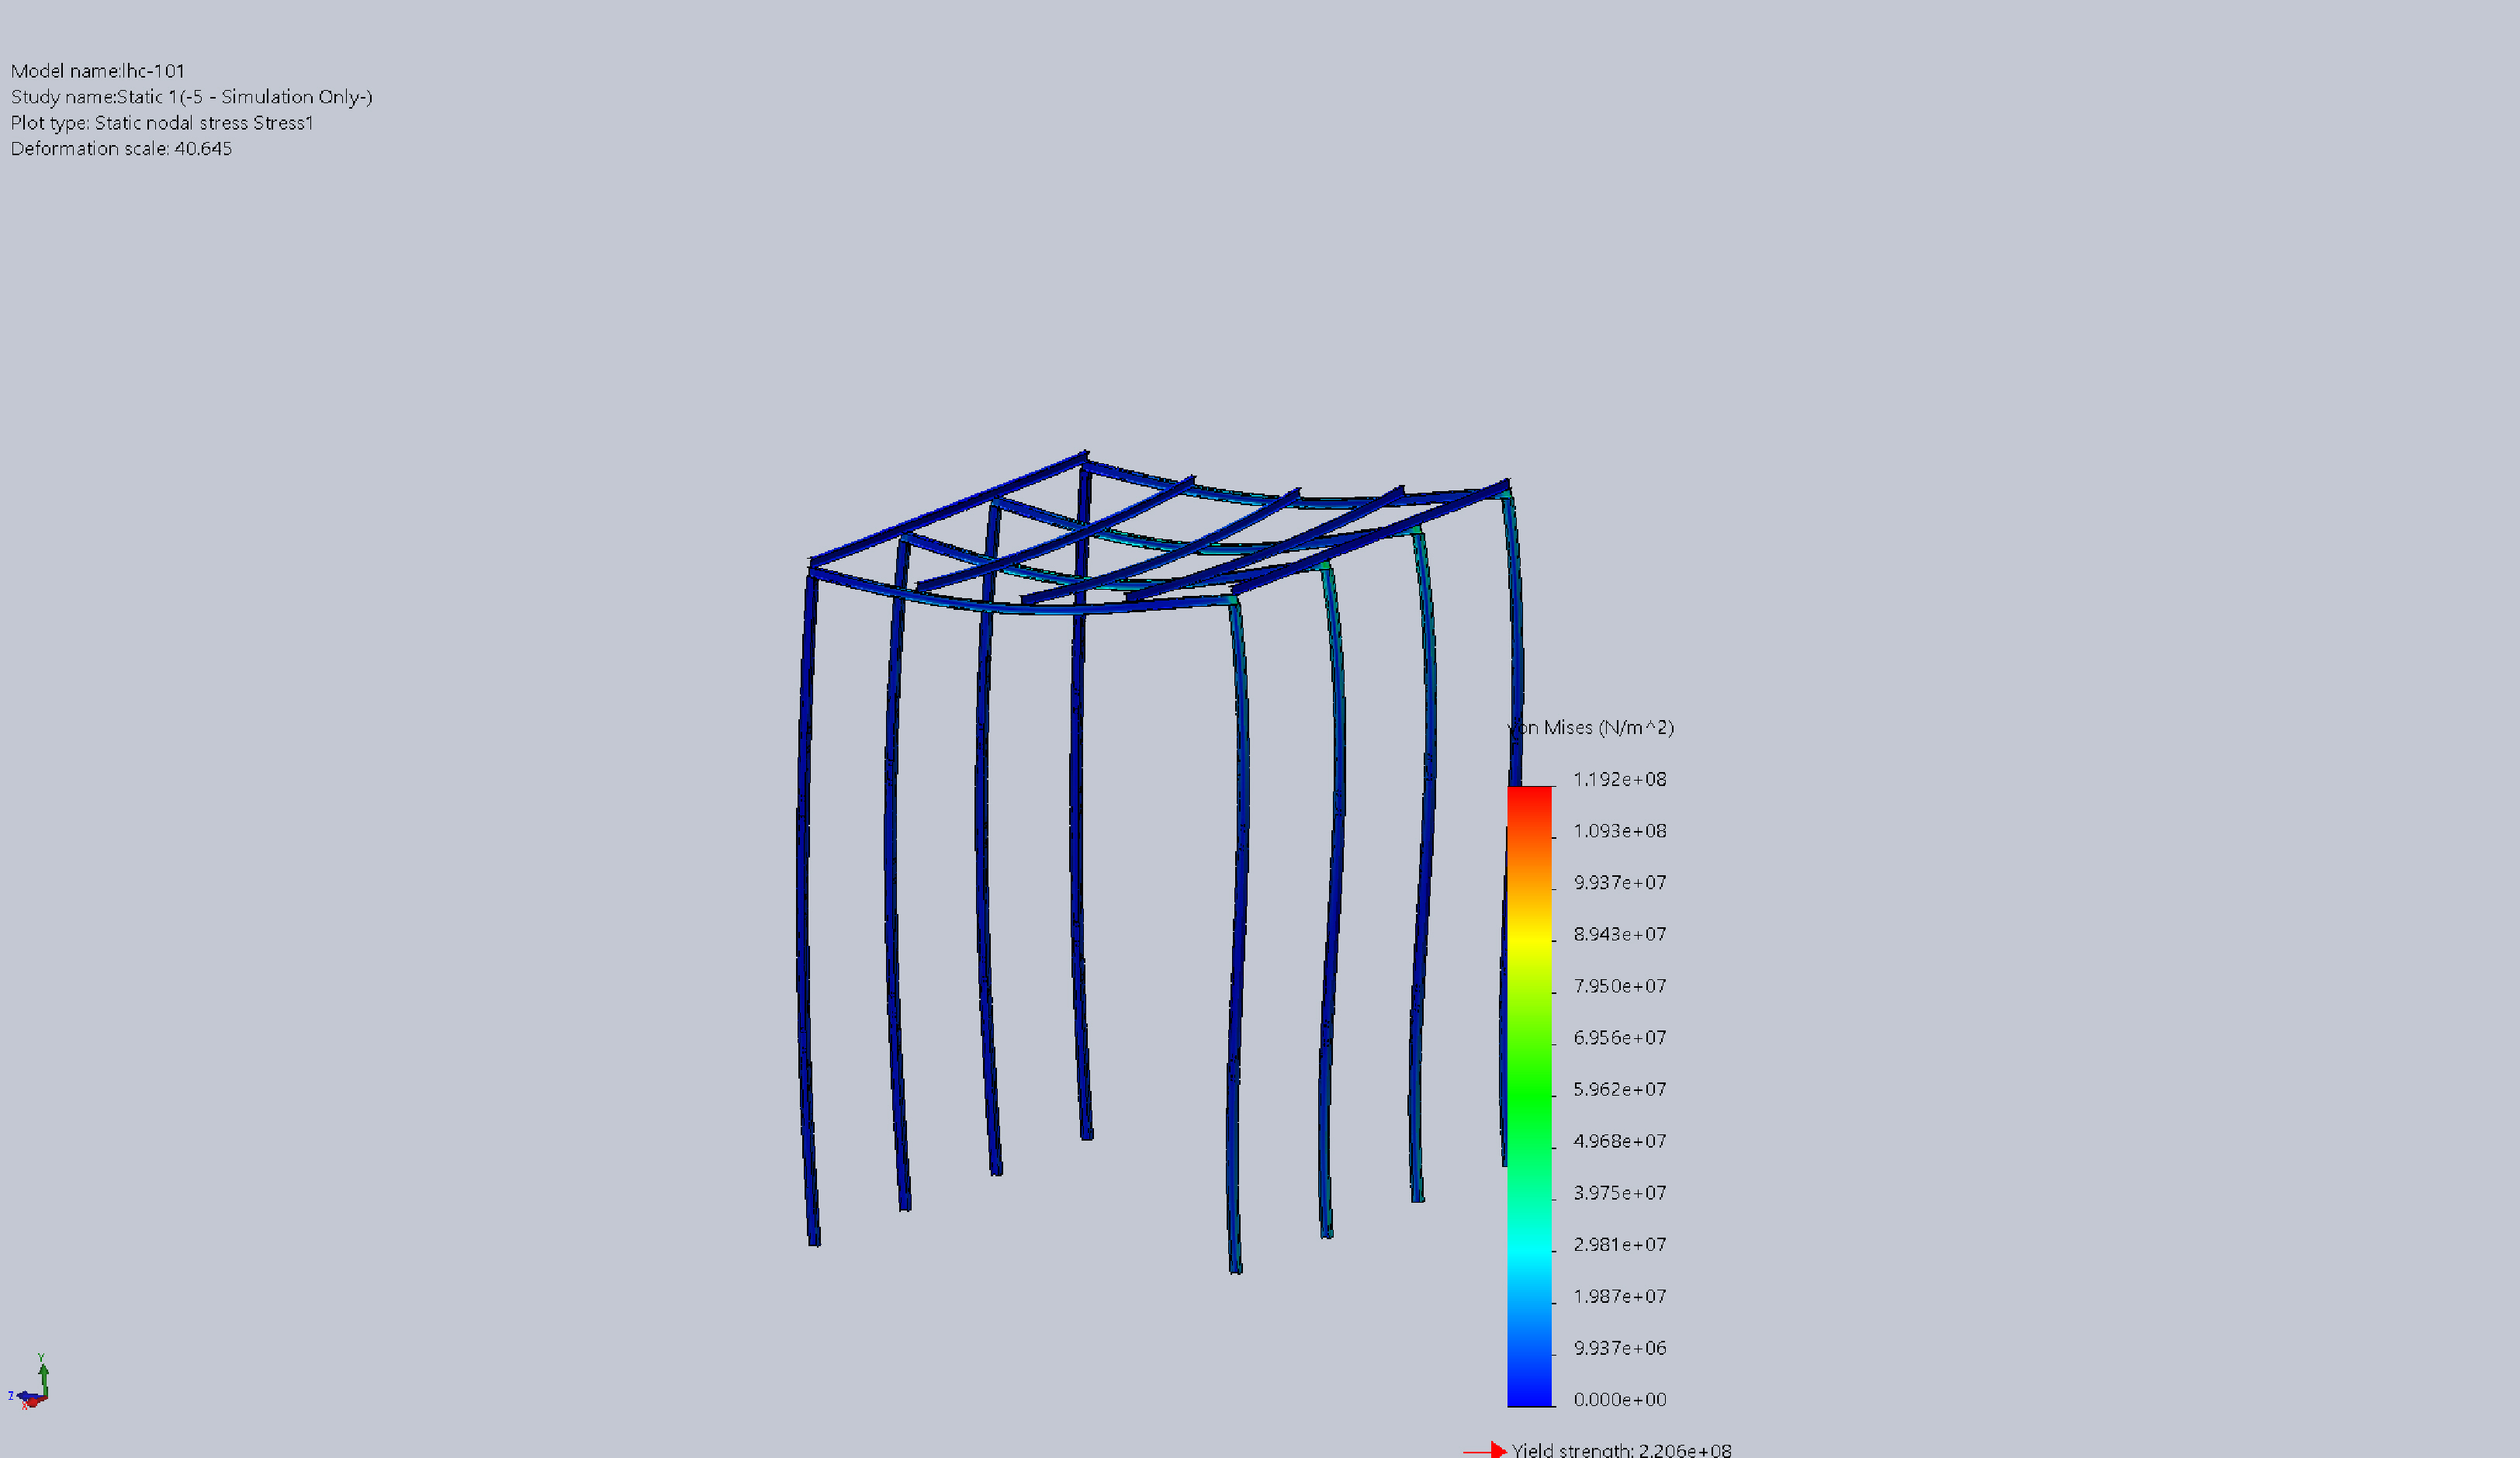 Model name:lhc-101
Study name:Static 1(-5 - Simulation Only-)
Plot type: Static nodal stress Stress1
Deformation scale: 40.645
von Mises (N/m^2)
1.192e+08
1.093e+08
9.937e+07
8.943e+07
7.950e+07
6.956e+07
5.962e+07
4.968e+07
3.975e+07
2.981e+07
1.987e+07
9.937e+06
0.000e+00
Yield strength: 2.206e+08
Y
Z
X